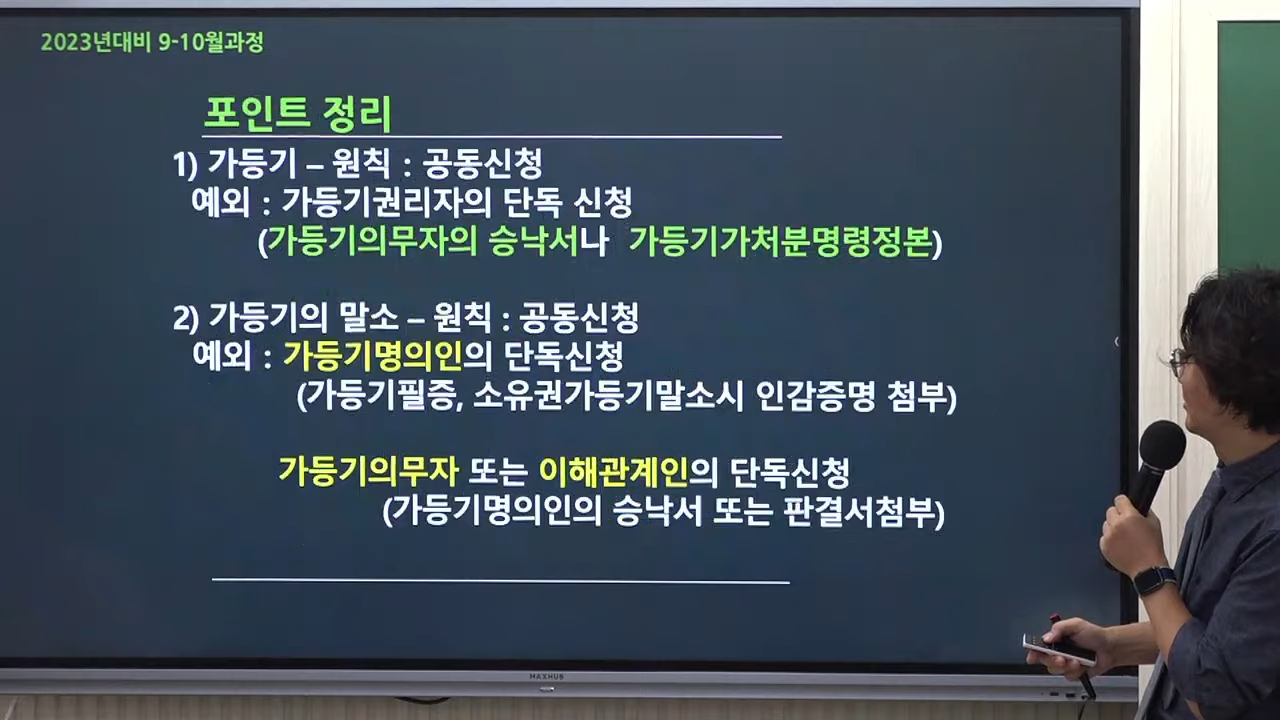 2023년대비 9-10월과정
포인트 정리
1) 가등기 – 원칙 : 공동신청
예외 : 가등기권리자의 단독 신청
(가등기의무자의 승낙서나 가등기가처분명령정본)
2) 가등기의 말소 – 원칙 : 공동신청
예외 : 가등기명의인의 단독신청
(가등기필증, 소유권가등기말소시 인감증명 첨부)
가등기의무자 또는 이해관계인의 단독신청
(가등기명의인의 승낙서 또는 판결서첨부)
MAXHUB